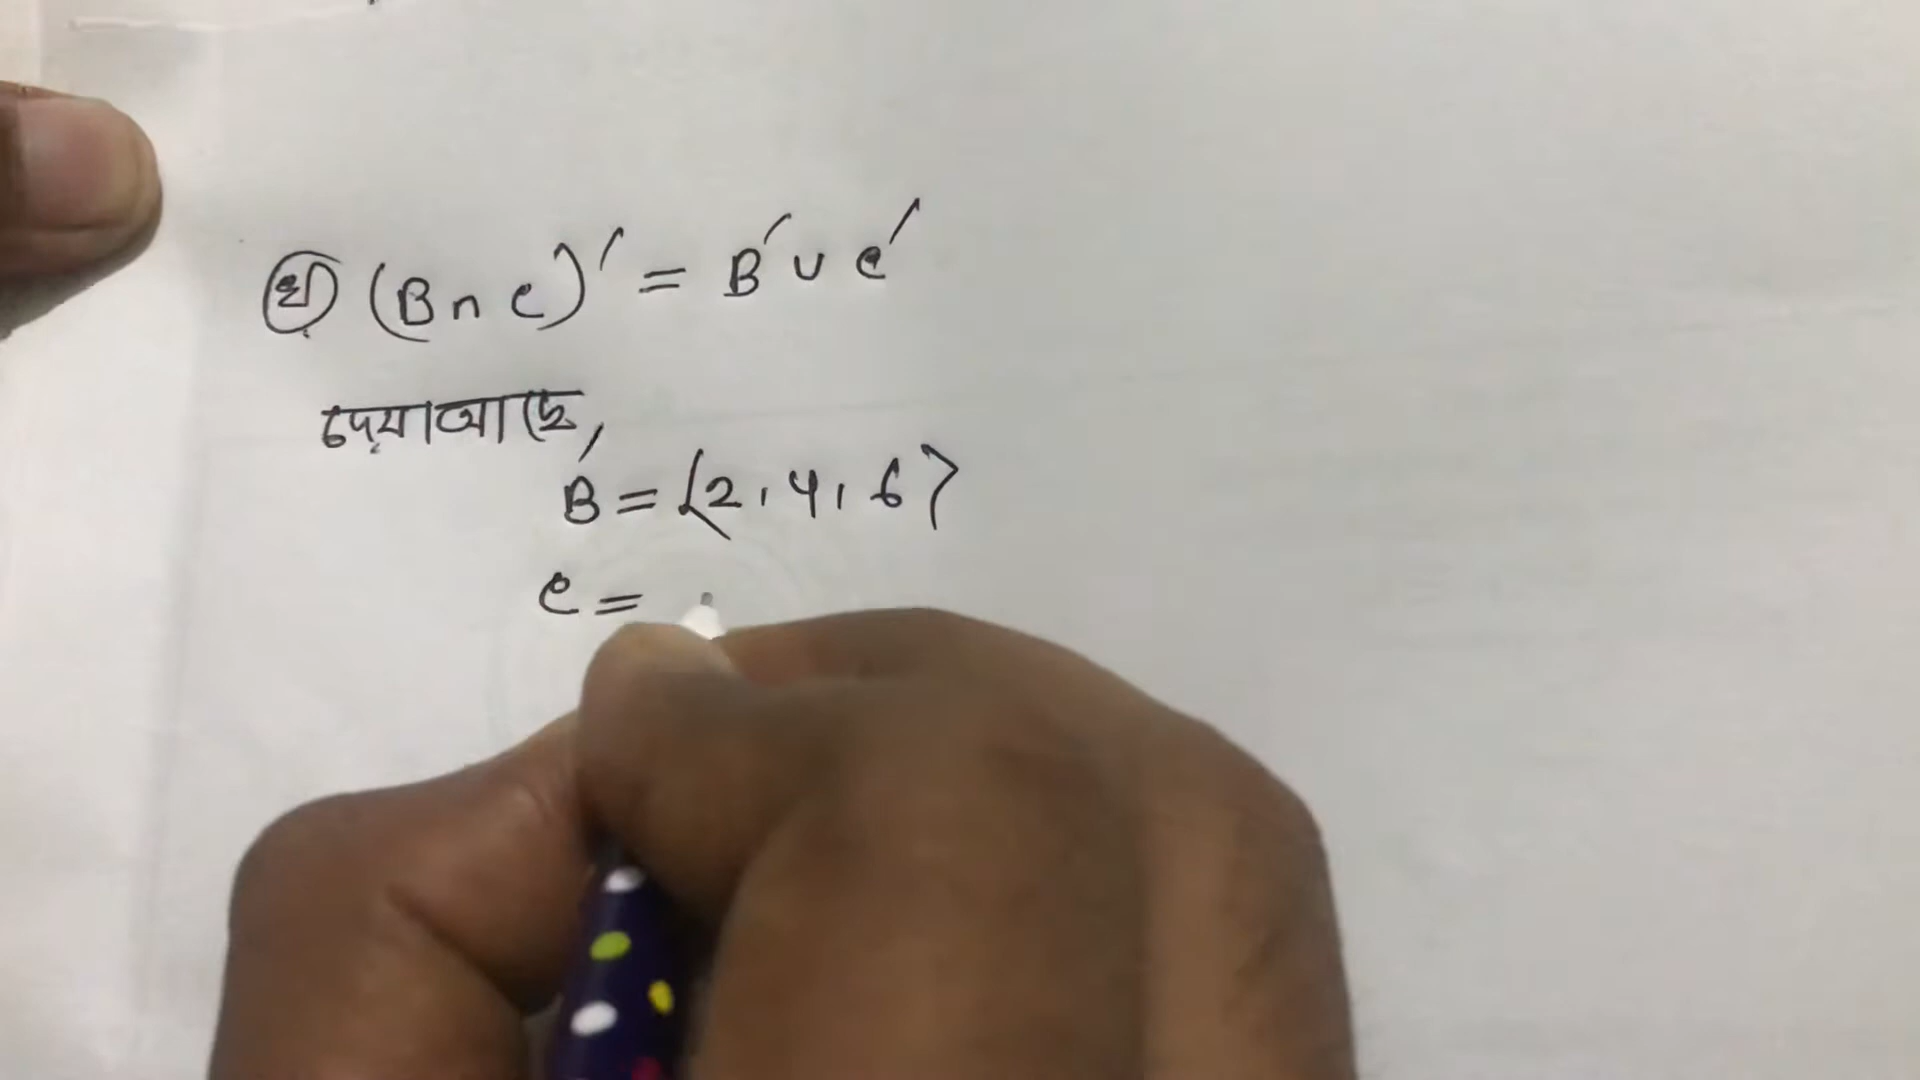 ঘ (B ∩ C)′ = B′ ∪ C′
দেয়া আছে,
B′ = {2, 4, 6}
C =